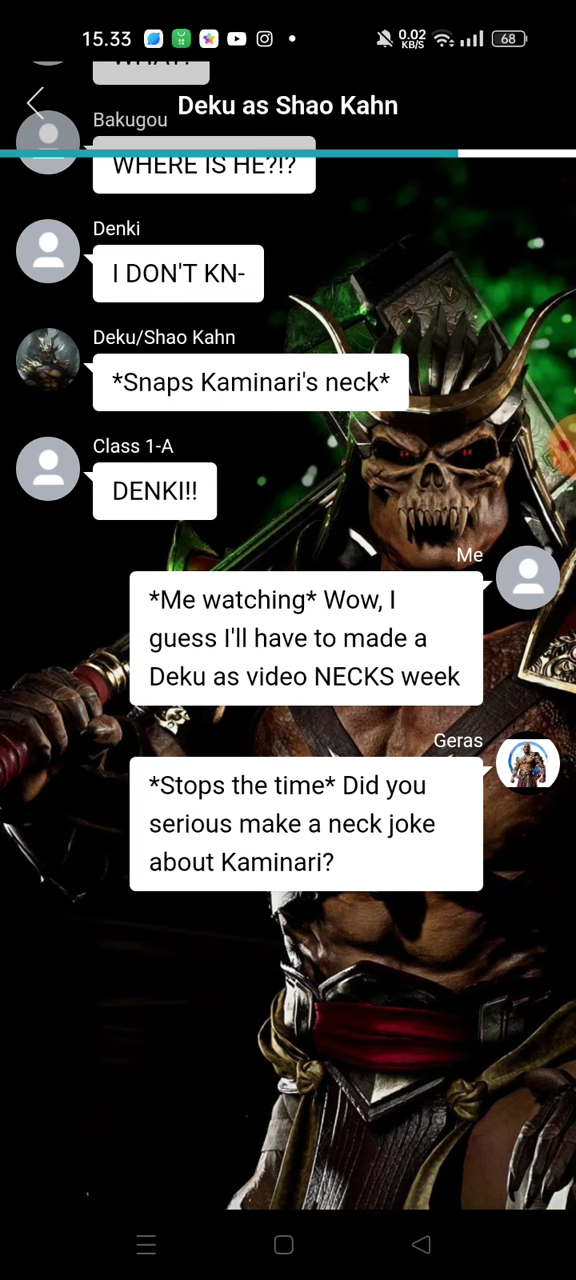 15.33
0.02
KB/S
68
WHAT?
Deku as Shao Kahn
Bakugou
WHERE IS HE?!?
Denki
I DON'T KN-
Deku/Shao Kahn
*Snaps Kaminari's neck*
Class 1-A
DENKI!!
Me
*Me watching* Wow, I
guess I'll have to made a
Deku as video NECKS week
Geras
*Stops the time* Did you
serious make a neck joke
about Kaminari?